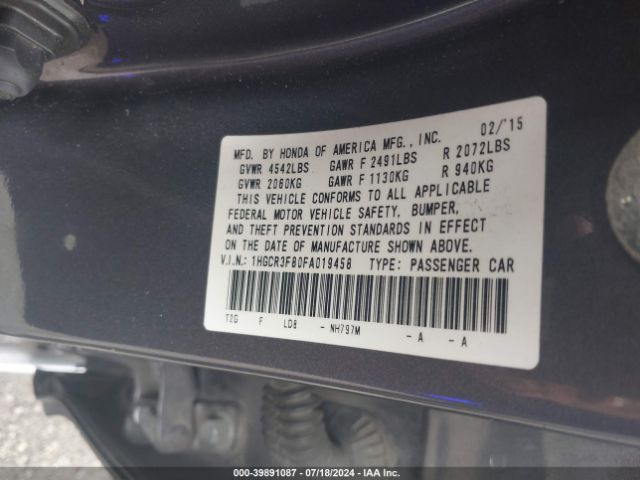 MFD. BY HONDA OF AMERICA MFG., INC. 02/'15
GVWR 4542LBS GAWR F 2491LBS R 2072LBS
GVWR 2060KG GAWR F 1130KG R 940KG
THIS VEHICLE CONFORMS TO ALL APPLICABLE
FEDERAL MOTOR VEHICLE SAFETY, BUMPER,
AND THEFT PREVENTION STANDARDS IN EFFECT
ON THE DATE OF MANUFACTURE SHOWN ABOVE.
V.I.N.: 1HGCR3F80FA019458 TYPE: PASSENGER CAR
T2G F LD8 - NH797M - A - A
000-39891087 - 07/18/2024 - IAA Inc.